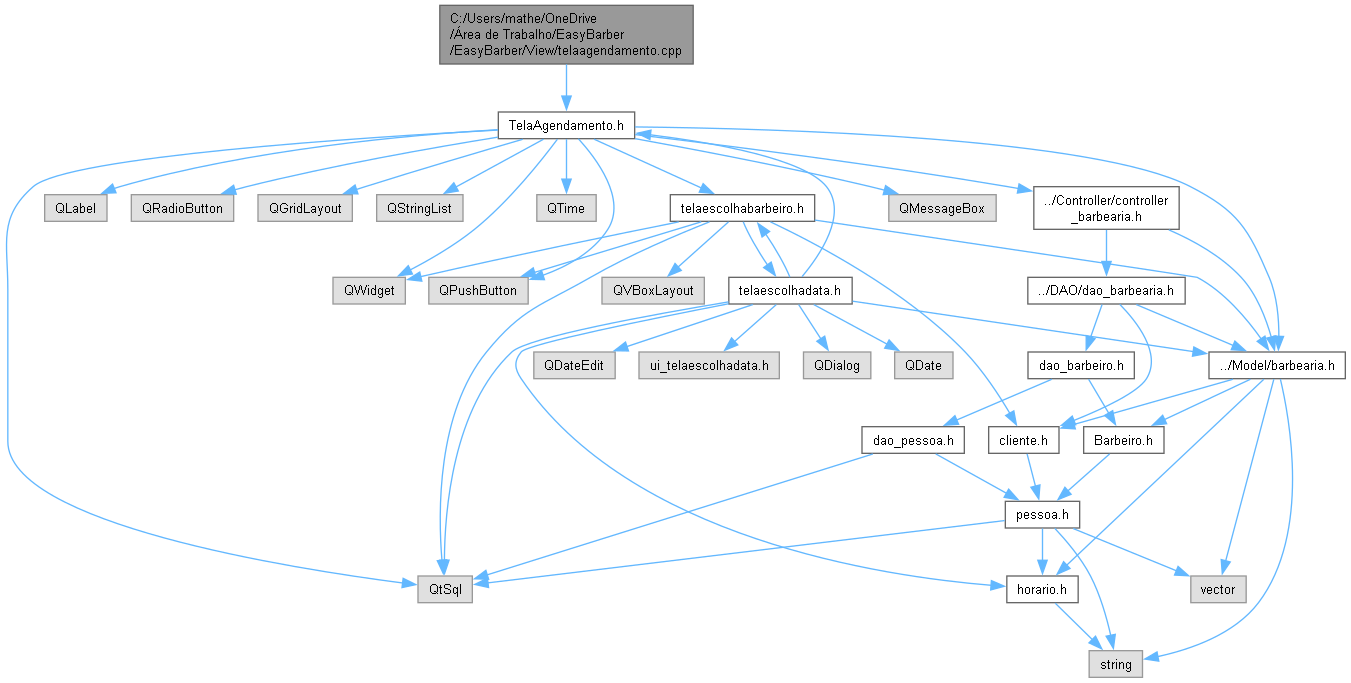 C:/Users/mathe/OneDrive
/Área de Trabalho/EasyBarber
/EasyBarber/View/telaagendamento.cpp
TelaAgendamento.h
QLabel
QRadioButton
QGridLayout
QStringList
QTime
telaescolhabarbeiro.h
QMessageBox
../Controller/controller
_barbearia.h
QWidget
QPushButton
QVBoxLayout
telaescolhadata.h
../DAO/dao_barbearia.h
QDateEdit
ui_telaescolhadata.h
QDialog
QDate
dao_barbeiro.h
../Model/barbearia.h
dao_pessoa.h
cliente.h
Barbeiro.h
pessoa.h
QtSql
horario.h
vector
string